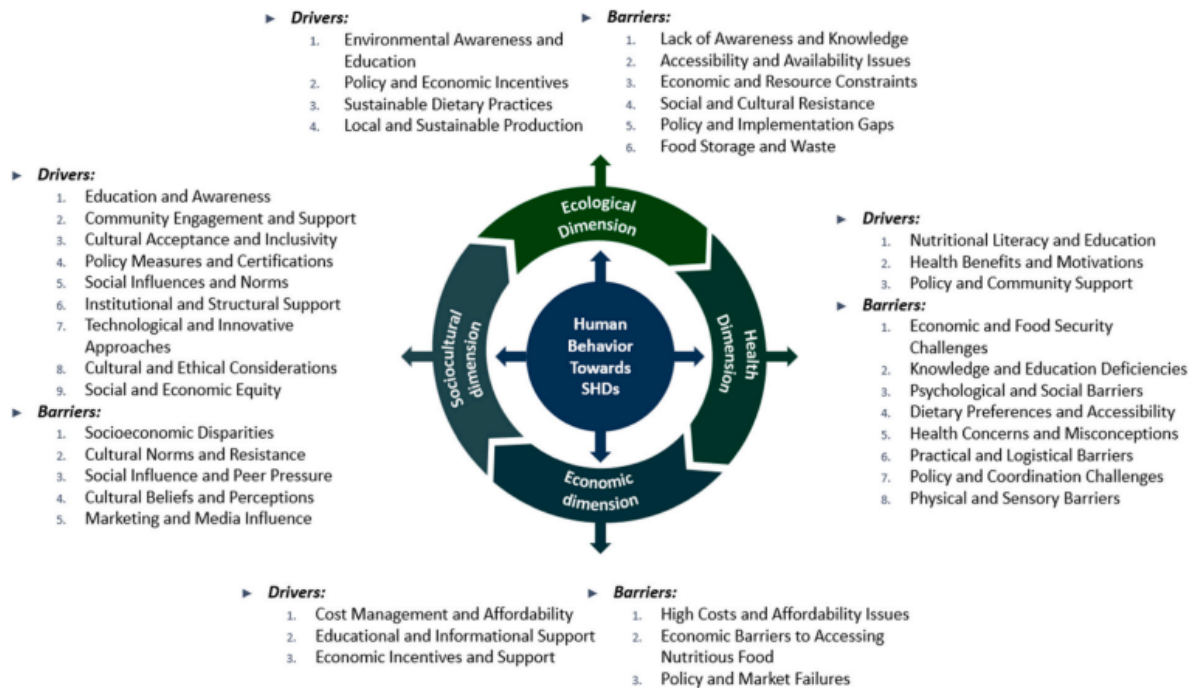 ► Drivers:
1. Environmental Awareness and
Education
2. Policy and Economic Incentives
3. Sustainable Dietary Practices
4. Local and Sustainable Production
► Barriers:
1. Lack of Awareness and Knowledge
2. Accessibility and Availability Issues
3. Economic and Resource Constraints
4. Social and Cultural Resistance
5. Policy and Implementation Gaps
6. Food Storage and Waste
► Drivers:
1. Education and Awareness
2. Community Engagement and Support
3. Cultural Acceptance and Inclusivity
4. Policy Measures and Certifications
5. Social Influences and Norms
6. Institutional and Structural Support
7. Technological and Innovative
Approaches
8. Cultural and Ethical Considerations
9. Social and Economic Equity
► Barriers:
1. Socioeconomic Disparities
2. Cultural Norms and Resistance
3. Social Influence and Peer Pressure
4. Cultural Beliefs and Perceptions
5. Marketing and Media Influence
Ecological
Dimension
Sociocultural
dimension
Human
Behavior
Towards
SHDs
Health
Dimension
Economic
dimension
► Drivers:
1. Nutritional Literacy and Education
2. Health Benefits and Motivations
3. Policy and Community Support
► Barriers:
1. Economic and Food Security
Challenges
2. Knowledge and Education Deficiencies
3. Psychological and Social Barriers
4. Dietary Preferences and Accessibility
5. Health Concerns and Misconceptions
6. Practical and Logistical Barriers
7. Policy and Coordination Challenges
8. Physical and Sensory Barriers
► Drivers:
1. Cost Management and Affordability
2. Educational and Informational Support
3. Economic Incentives and Support
► Barriers:
1. High Costs and Affordability Issues
2. Economic Barriers to Accessing
Nutritious Food
3. Policy and Market Failures